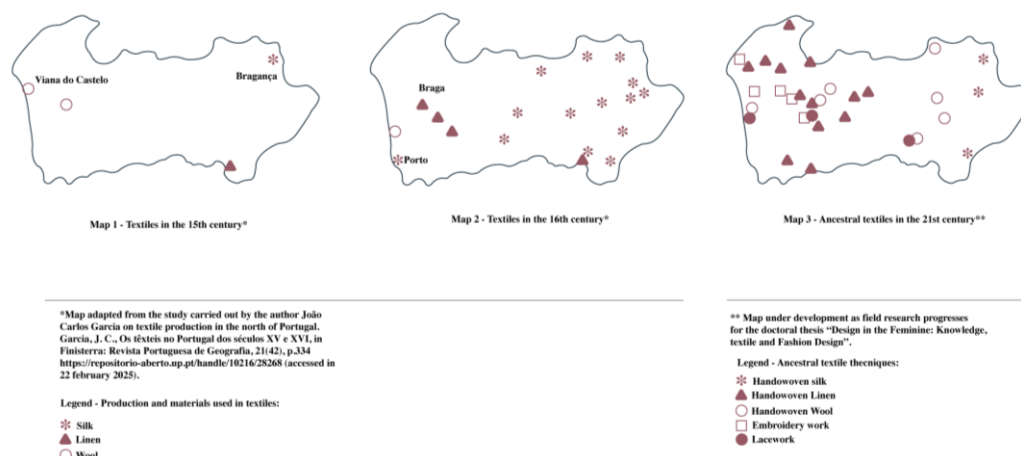 Viana do Castelo
Bragança
Braga
Porto
Map 1 - Textiles in the 15th century*
Map 2 - Textiles in the 16th century*
Map 3 - Ancestral textiles in the 21st century**
*Map adapted from the study carried out by the author João
Carlos Garcia on textile production in the north of Portugal.
Garcia, J. C., Os têxteis no Portugal dos séculos XV e XVI, in
Finisterra: Revista Portuguesa de Geografia, 21(42), p.334
https://repositorio-aberto.up.pt/handle/10216/28268 (accessed in
22 february 2025).
Legend - Production and materials used in textiles:
Silk
Linen
Wool
** Map under development as field research progresses
for the doctoral thesis “Design in the Feminine: Knowledge,
textile and Fashion Design”.
Legend - Ancestral textile thecniques:
Handowoven silk
Handowoven Linen
Handowoven Wool
Embroidery work
Lacework